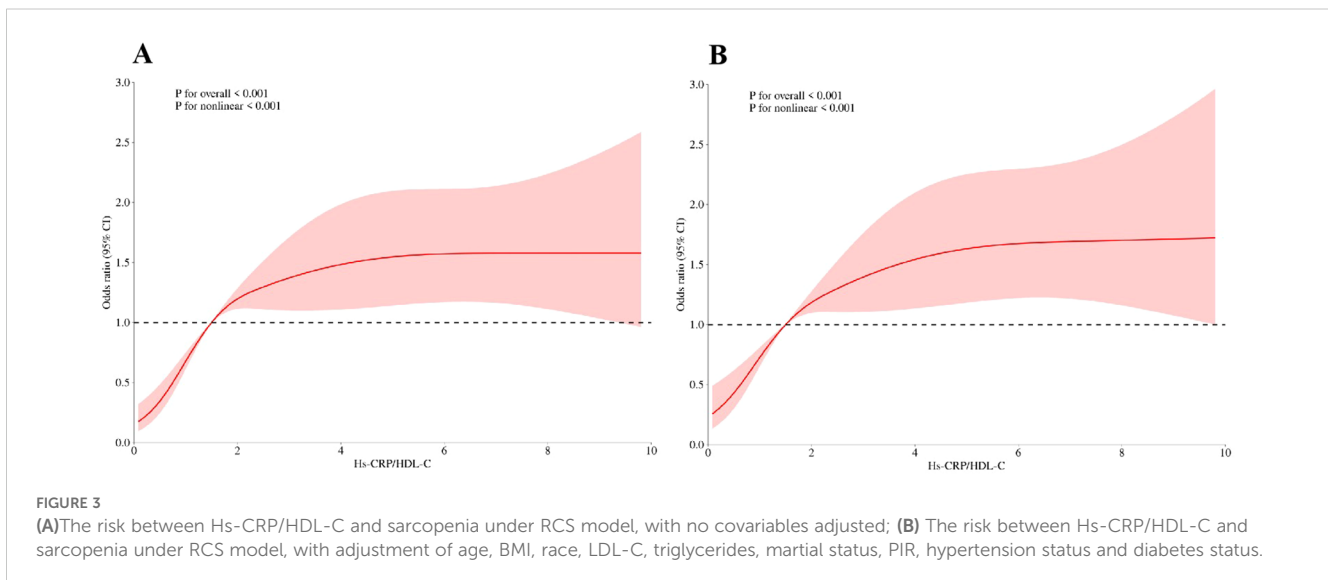 A
P for overall < 0.001
P for nonlinear < 0.001
3.0
2.5
2.0
1.5
1.0
0.5
0.0
Odds ratio (95% CI)
0
2
4
6
8
10
Hs-CRP/HDL-C
B
P for overall < 0.001
P for nonlinear < 0.001
3.0
2.5
2.0
1.5
1.0
0.5
0.0
Odds ratio (95% CI)
0
2
4
6
8
10
Hs-CRP/HDL-C
FIGURE 3
(A)The risk between Hs-CRP/HDL-C and sarcopenia under RCS model, with no covariables adjusted; (B) The risk between Hs-CRP/HDL-C and
sarcopenia under RCS model, with adjustment of age, BMI, race, LDL-C, triglycerides, martial status, PIR, hypertension status and diabetes status.